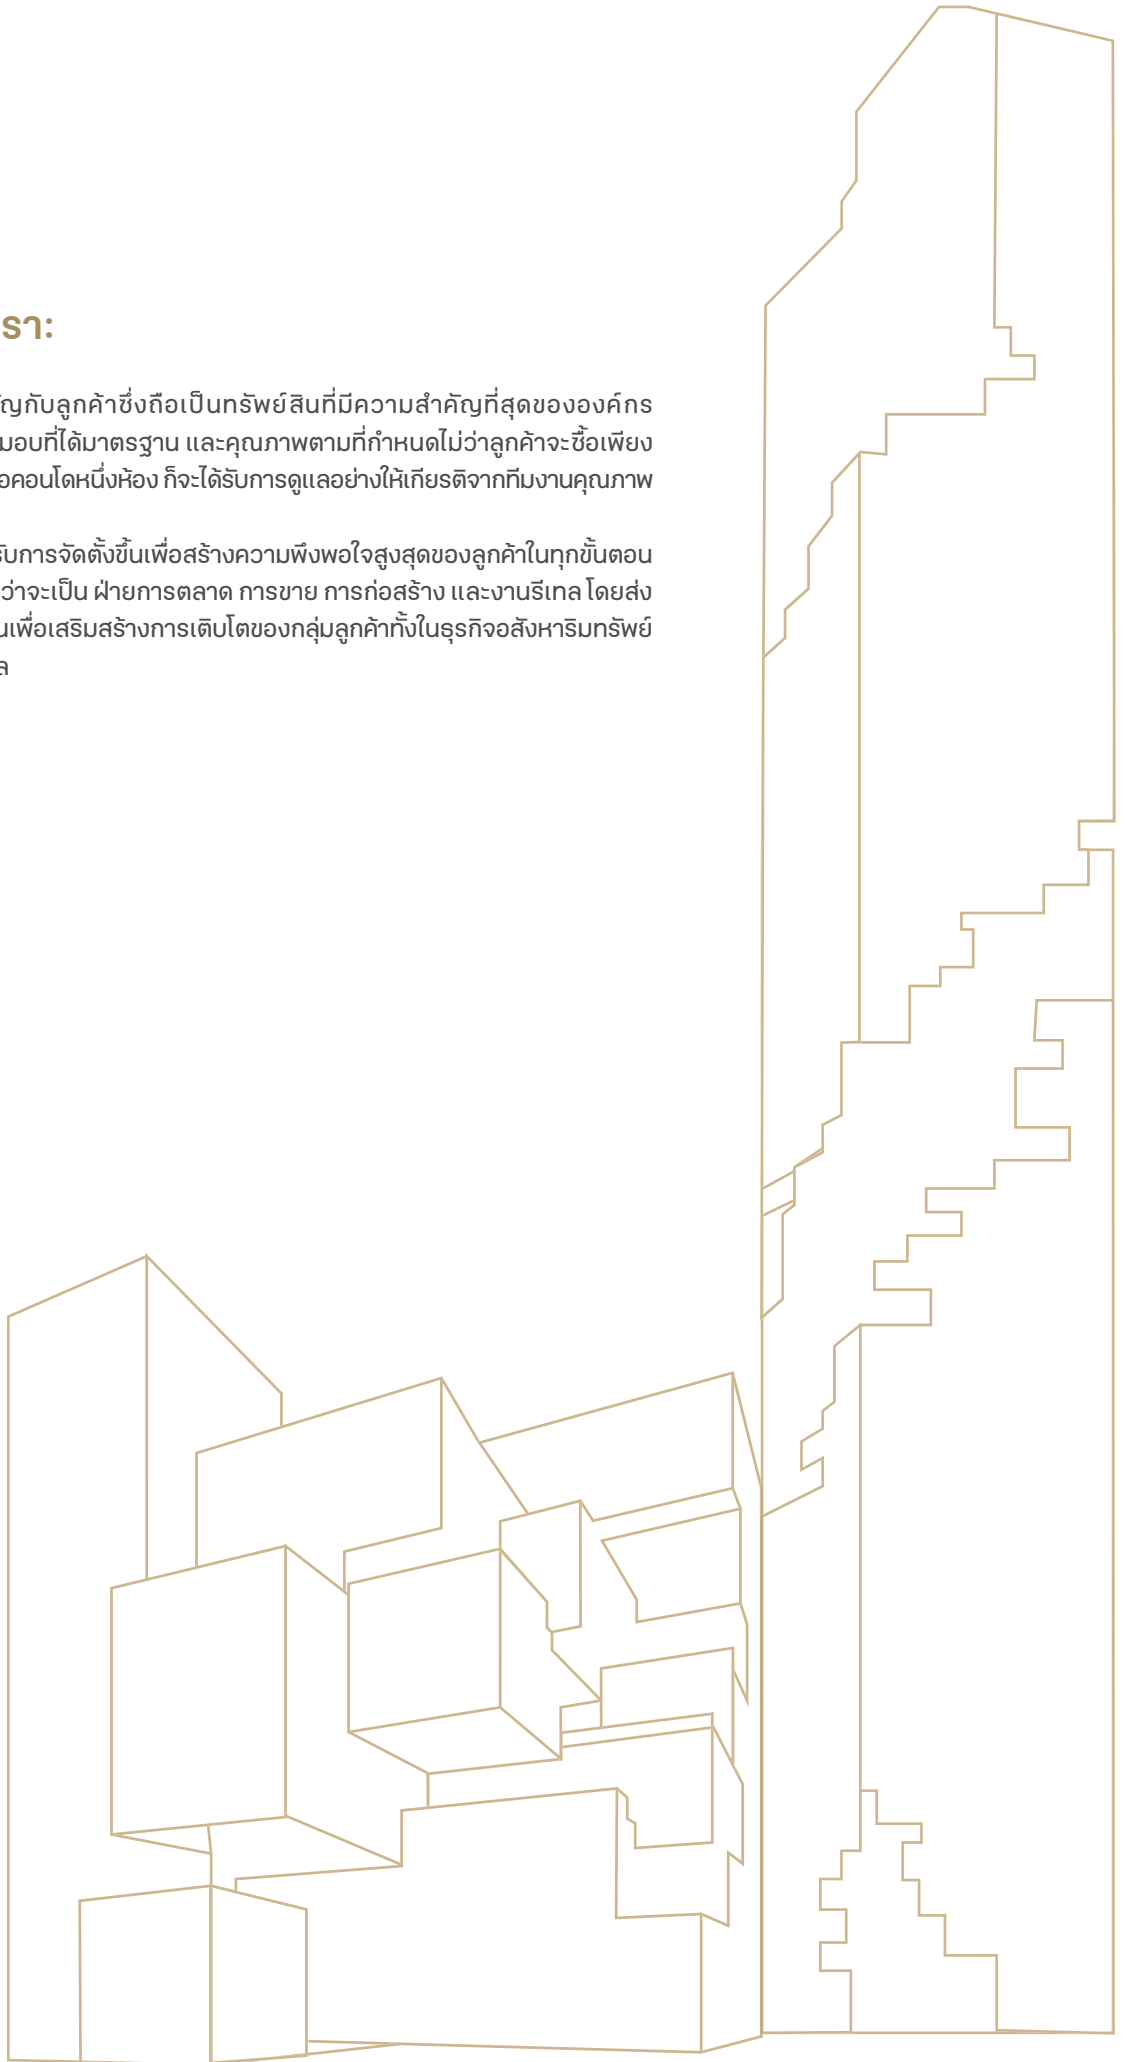 รา:
ัญกับลูกค้าซึ่งถือเป็นทรัพย์สินที่มีความสำคัญที่สุดขององค์กร
มอบที่ได้มาตรฐาน และคุณภาพตามที่กำหนดไม่ว่าลูกค้าจะซื้อเพียง
อคอนโดหนึ่งห้อง ก็จะได้รับการดูแลอย่างให้เกียรติจากทีมงานคุณภาพ
รับการจัดตั้งขึ้นเพื่อสร้างความพึงพอใจสูงสุดของลูกค้าในทุกขั้นตอน
ว่าจะเป็น ฝ่ายการตลาด การขาย การก่อสร้าง และงานรีเทล โดยส่ง
นเพื่อเสริมสร้างการเติบโตของกลุ่มลูกค้าทั้งในธุรกิจอสังหาริมทรัพย์
ล